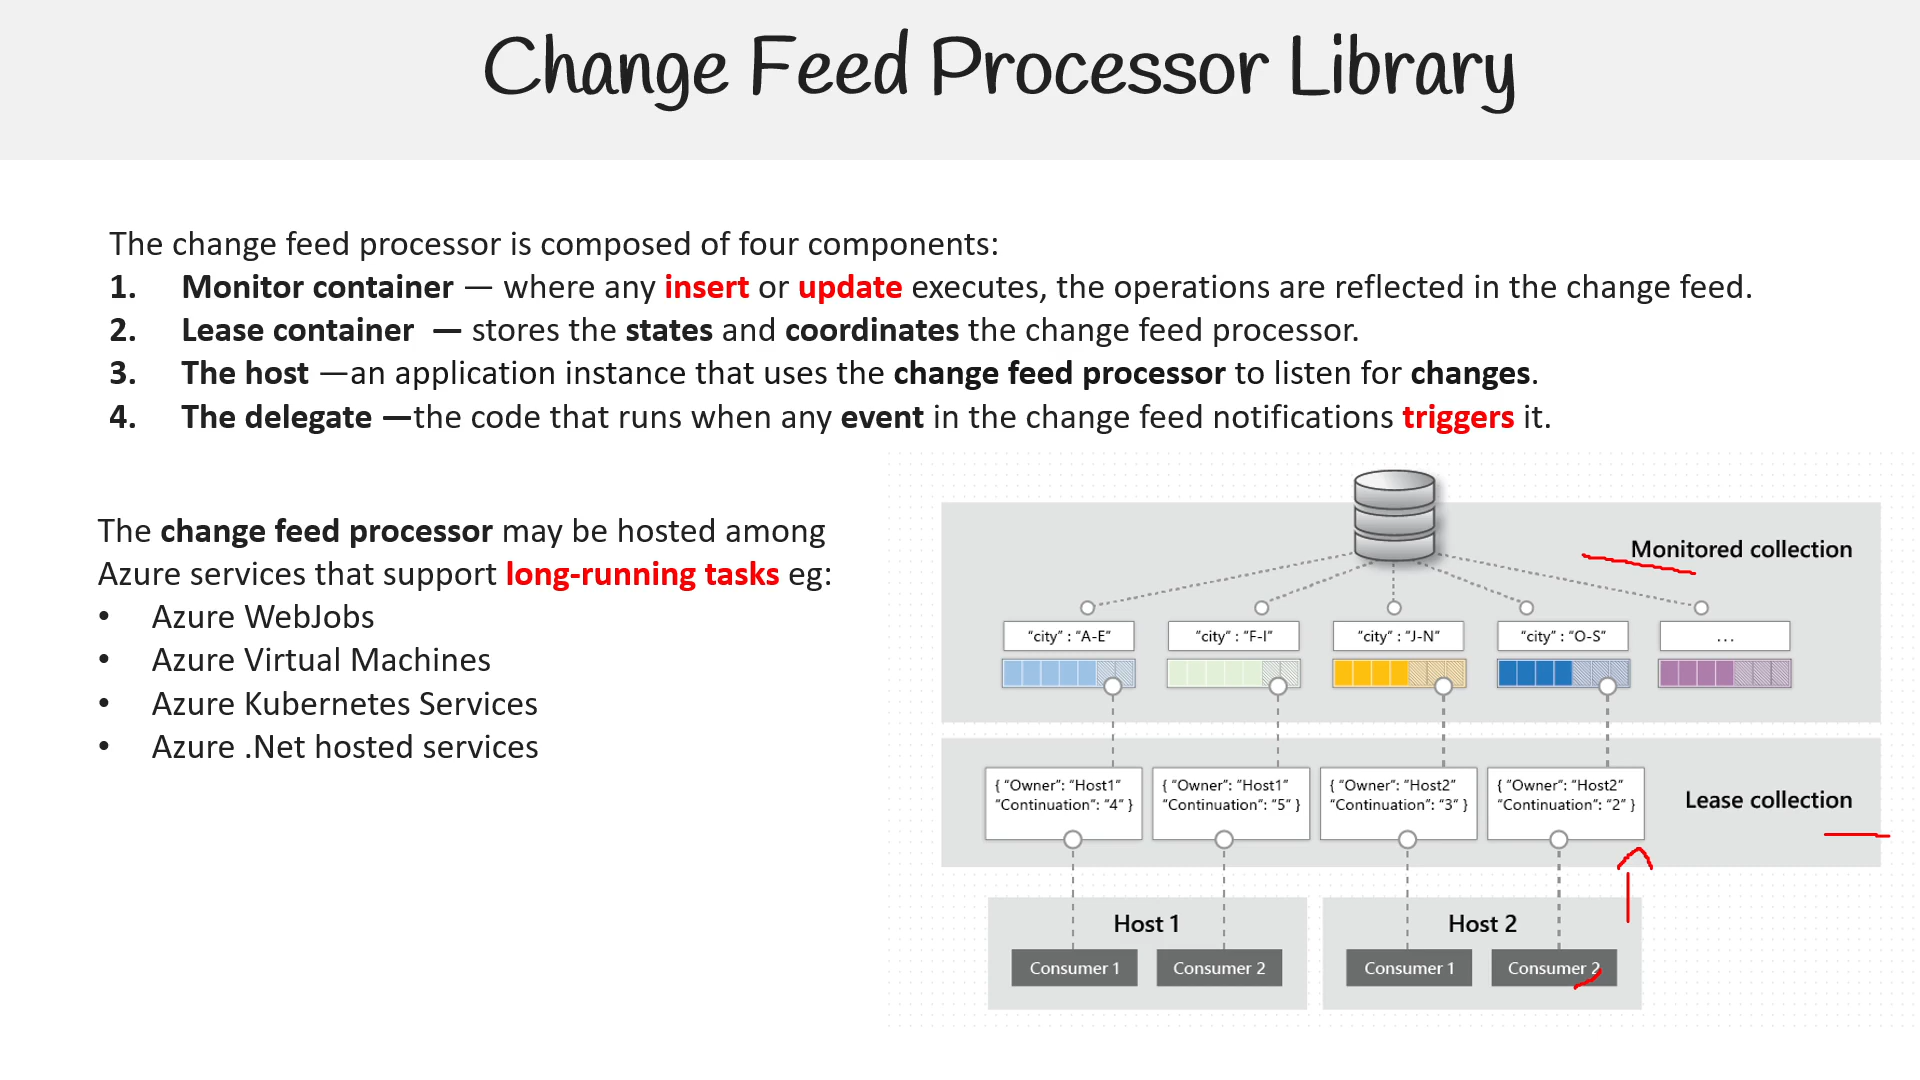 Change Feed Processor Library
The change feed processor is composed of four components:
1. Monitor container — where any insert or update executes, the operations are reflected in the change feed.
2. Lease container — stores the states and coordinates the change feed processor.
3. The host —an application instance that uses the change feed processor to listen for changes.
4. The delegate —the code that runs when any event in the change feed notifications triggers it.
The change feed processor may be hosted among
Azure services that support long-running tasks eg:
• Azure WebJobs
• Azure Virtual Machines
• Azure Kubernetes Services
• Azure .Net hosted services
Monitored collection
"city" : "A-E"
"city" : "F-I"
"city" : "J-N"
"city" : "O-S"
...
{ "Owner": "Host1"
"Continuation": "4" }
{ "Owner": "Host1"
"Continuation": "5" }
{ "Owner": "Host2"
"Continuation": "3" }
{ "Owner": "Host2"
"Continuation": "2" }
Lease collection
Host 1
Consumer 1
Consumer 2
Host 2
Consumer 1
Consumer 2